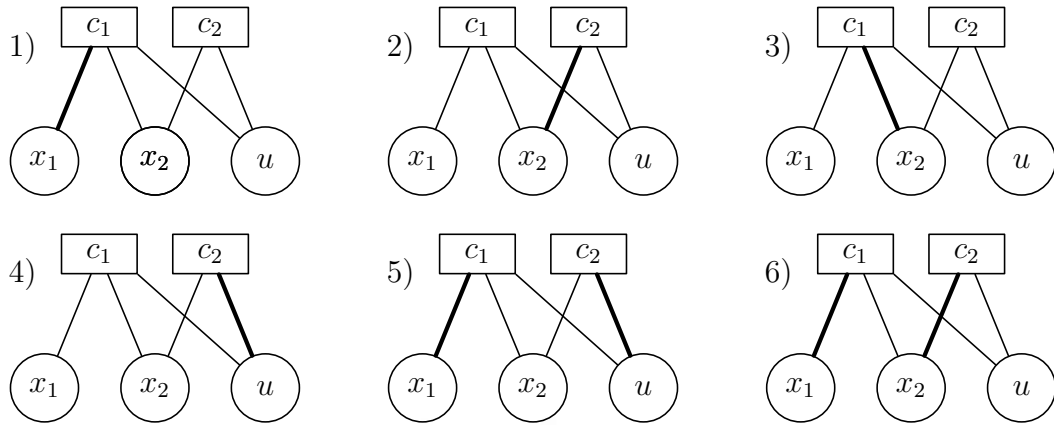 1) c₁ c₂ 2) c₁ c₂ 3) c₁ c₂
x₁ x₂ u x₁ x₂ u x₁ x₂ u
4) c₁ c₂ 5) c₁ c₂ 6) c₁ c₂
x₁ x₂ u x₁ x₂ u x₁ x₂ u